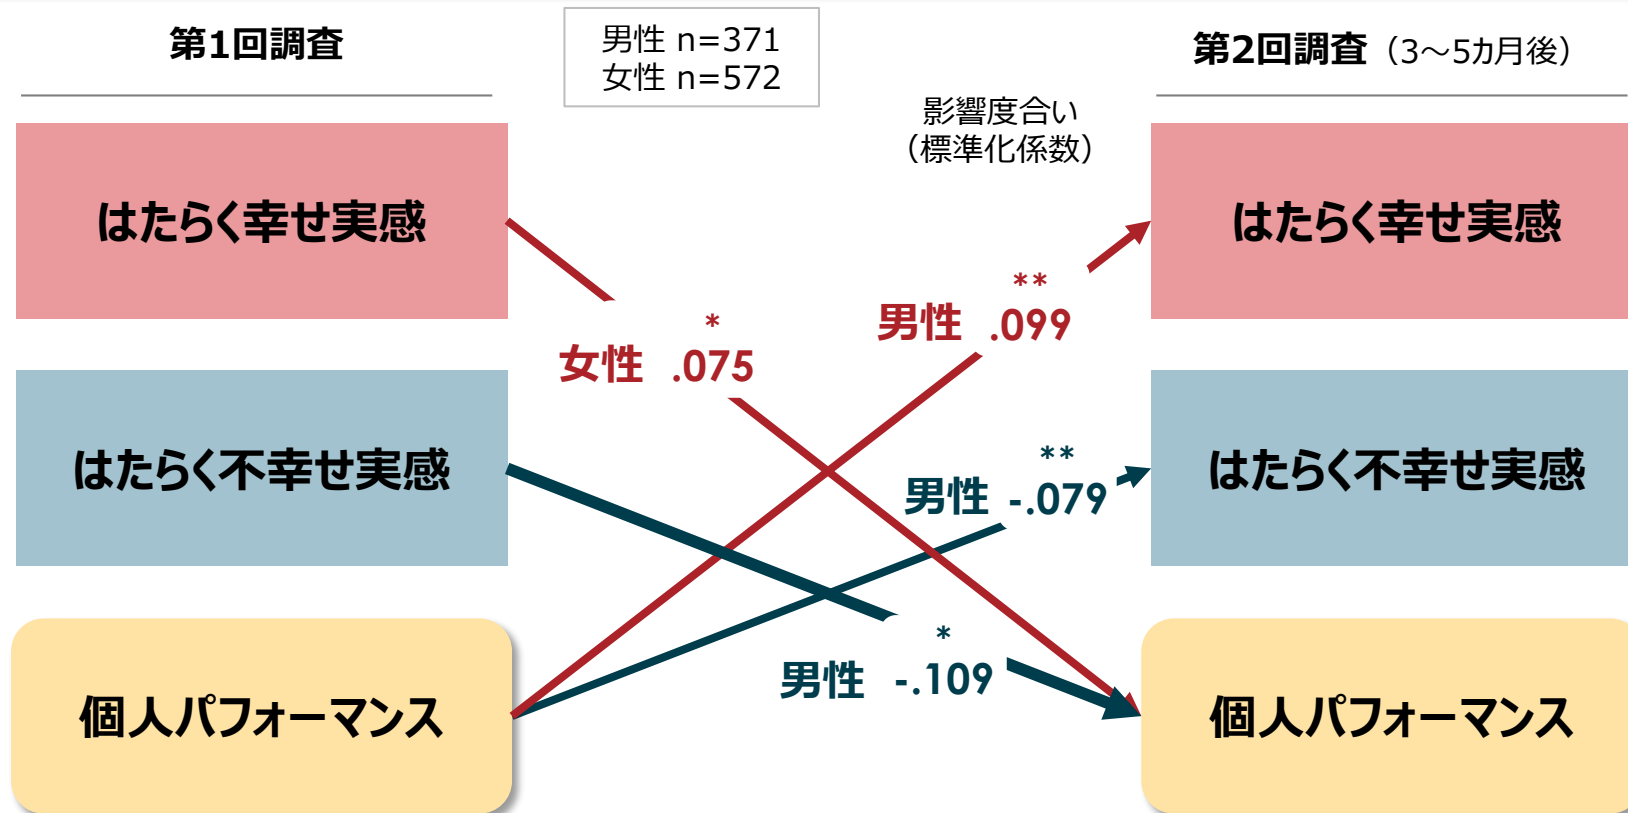 第1回調査
男性 n=371
女性 n=572
第2回調査（3～5カ月後）
影響度合い
（標準化係数）
はたらく幸せ実感
はたらく幸せ実感
**
男性 .099
*
女性 .075
はたらく不幸せ実感
はたらく不幸せ実感
**
男性 -.079
*
男性 -.109
個人パフォーマンス
個人パフォーマンス